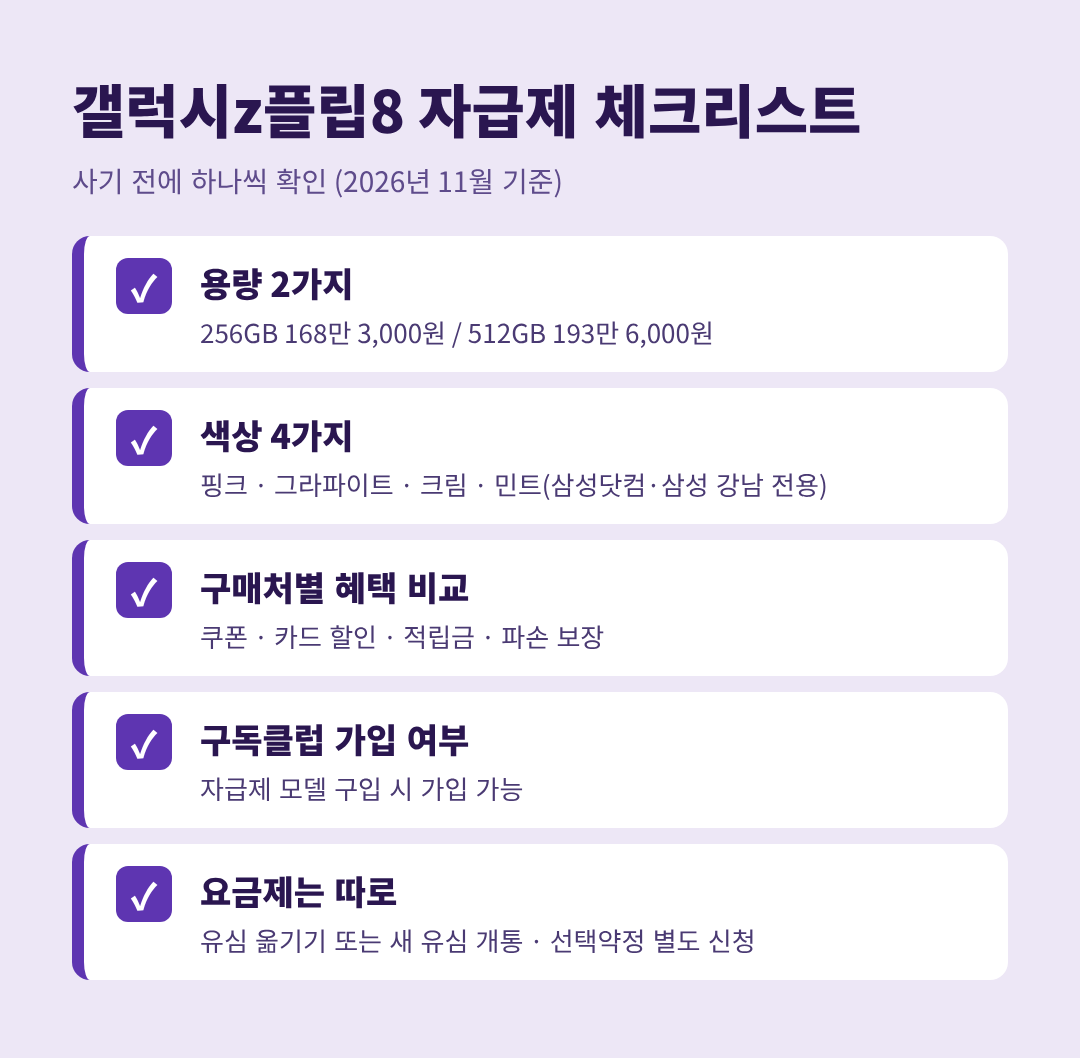 갤럭시z플립8 자급제 체크리스트
사기 전에 하나씩 확인 (2026년 11월 기준)
✓ 용량 2가지
256GB 168만 3,000원 / 512GB 193만 6,000원
✓ 색상 4가지
핑크 · 그라파이트 · 크림 · 민트(삼성닷컴·삼성 강남 전용)
✓ 구매처별 혜택 비교
쿠폰 · 카드 할인 · 적립금 · 파손 보장
✓ 구독클럽 가입 여부
자급제 모델 구입 시 가입 가능
✓ 요금제는 따로
유심 옮기기 또는 새 유심 개통 · 선택약정 별도 신청